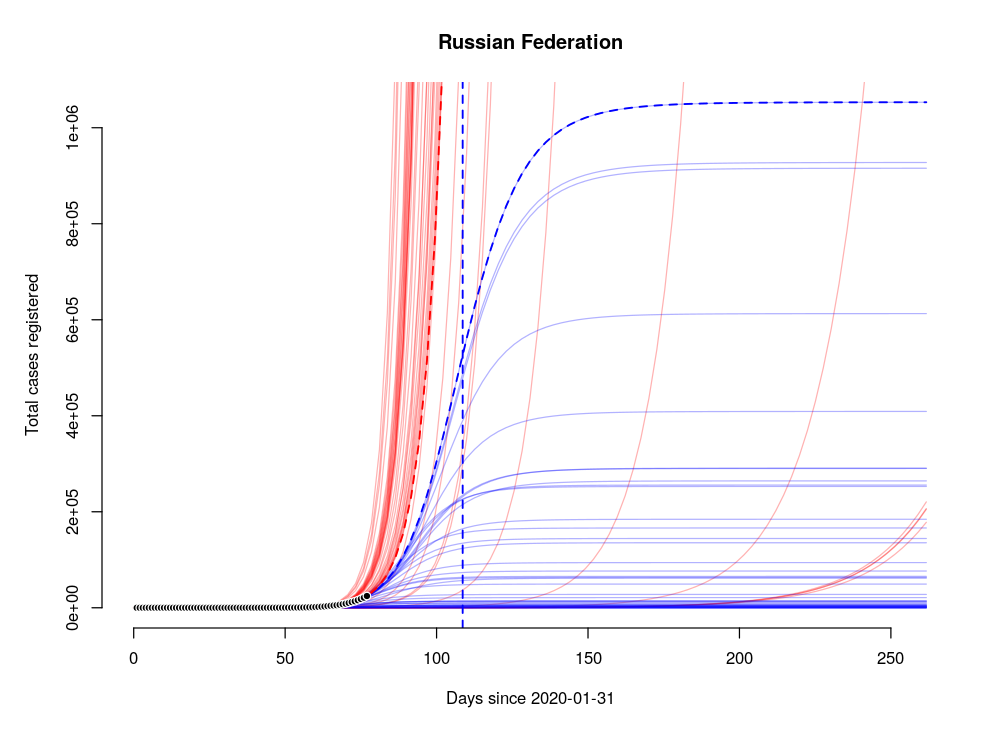 Russian Federation
Total cases registered
1e+06
8e+05
6e+05
4e+05
2e+05
0e+00
0 50 100 150 200 250
Days since 2020-01-31